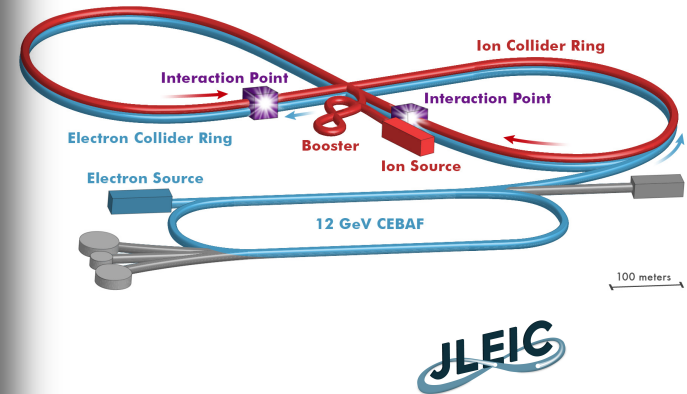 Ion Collider Ring
Interaction Point
Interaction Point
Electron Collider Ring
Booster
Ion Source
Electron Source
12 GeV CEBAF
100 meters
JLEIC